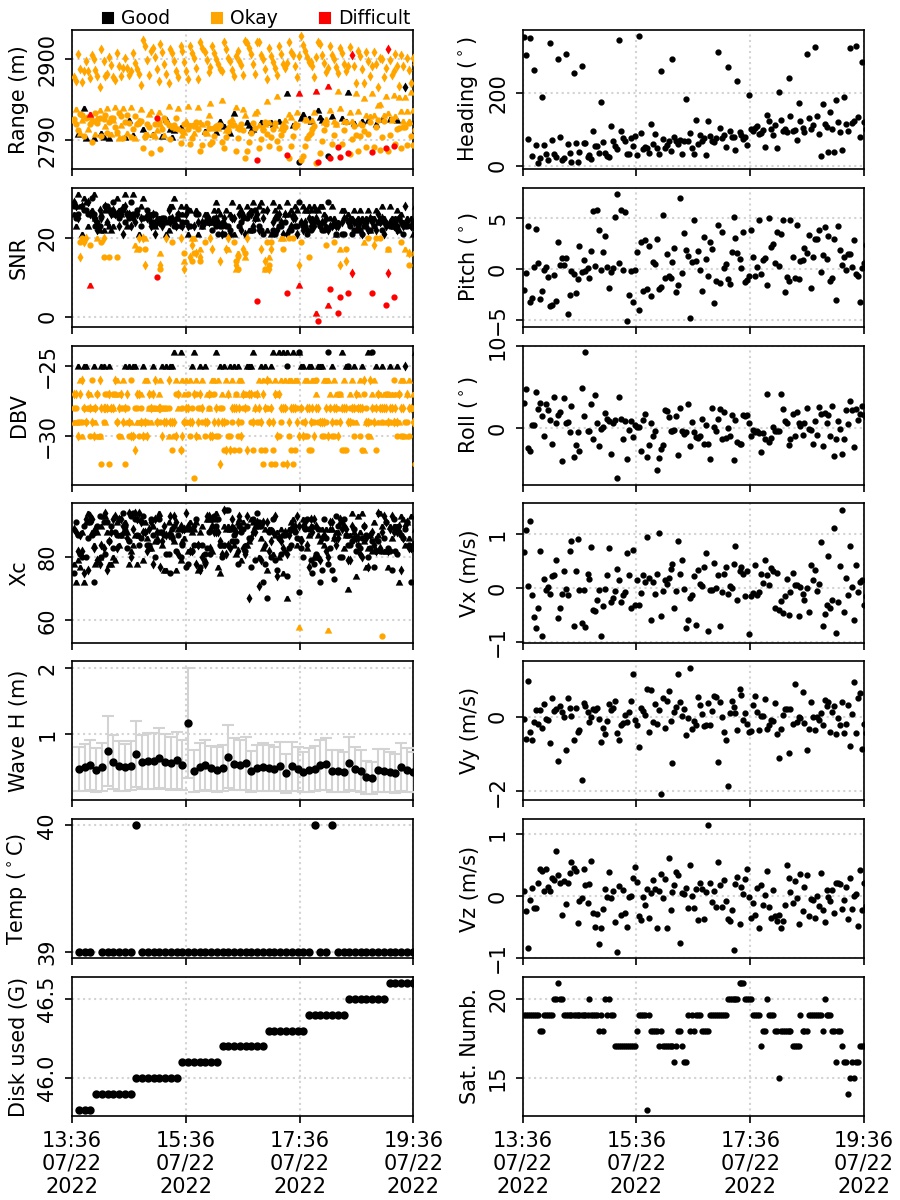 Good Okay Difficult
Range (m)
2900
2790
Heading (°)
200
0
SNR
20
0
Pitch (°)
5
0
−5
DBV
−25
−30
Roll (°)
10
0
Xc
80
60
Vx (m/s)
1
0
−1
Wave H (m)
2
1
Vy (m/s)
0
−2
Temp (°C)
40
39
Vz (m/s)
1
0
−1
Disk used (G)
46.5
46.0
Sat. Numb.
20
15
13:36 15:36 17:36 19:36 13:36 15:36 17:36 19:36
07/22 07/22 07/22 07/22 07/22 07/22 07/22 07/22
2022 2022 2022 2022 2022 2022 2022 2022